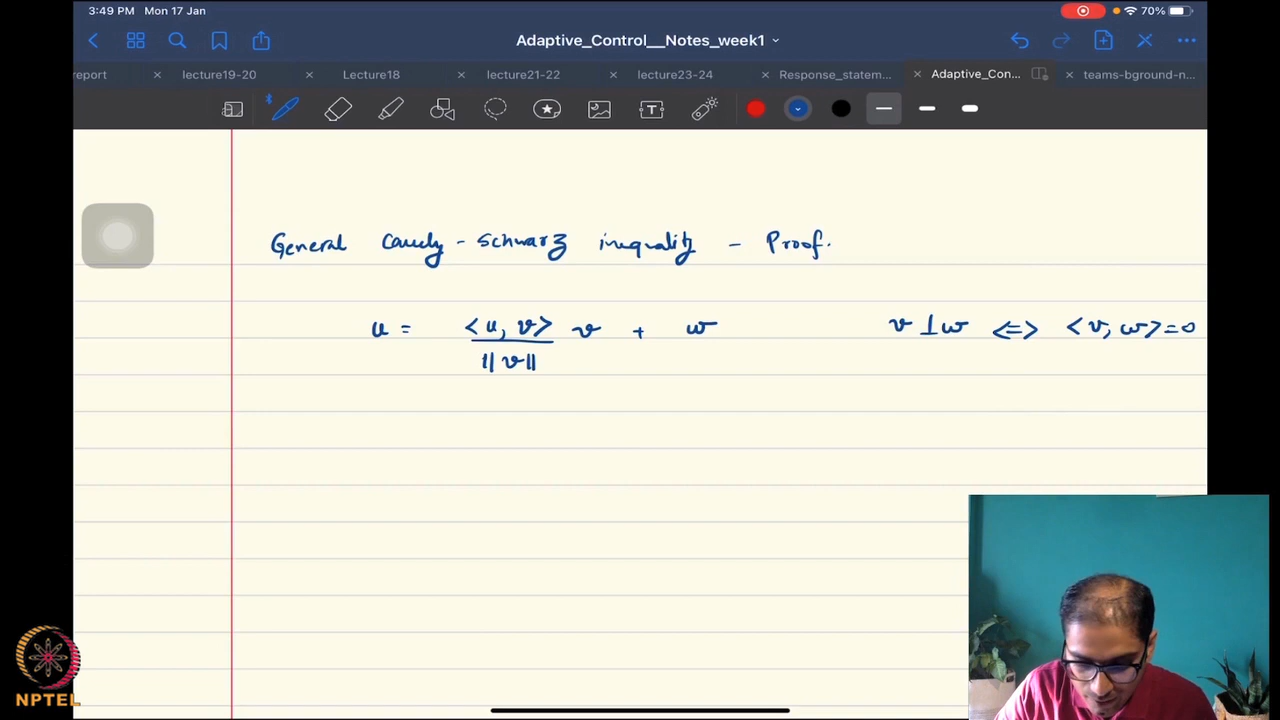 3:49 PM Mon 17 Jan
70%
Adaptive_Control__Notes_week1
report
lecture19-20
Lecture18
lecture21-22
lecture23-24
Response_statem...
Adaptive_Con...
teams-bground-n...
General Cauchy - Schwarz inequality - Proof.
u = <u, v> / ||v|| v + w v ⊥ w <=> <v, w> = 0
NPTEL